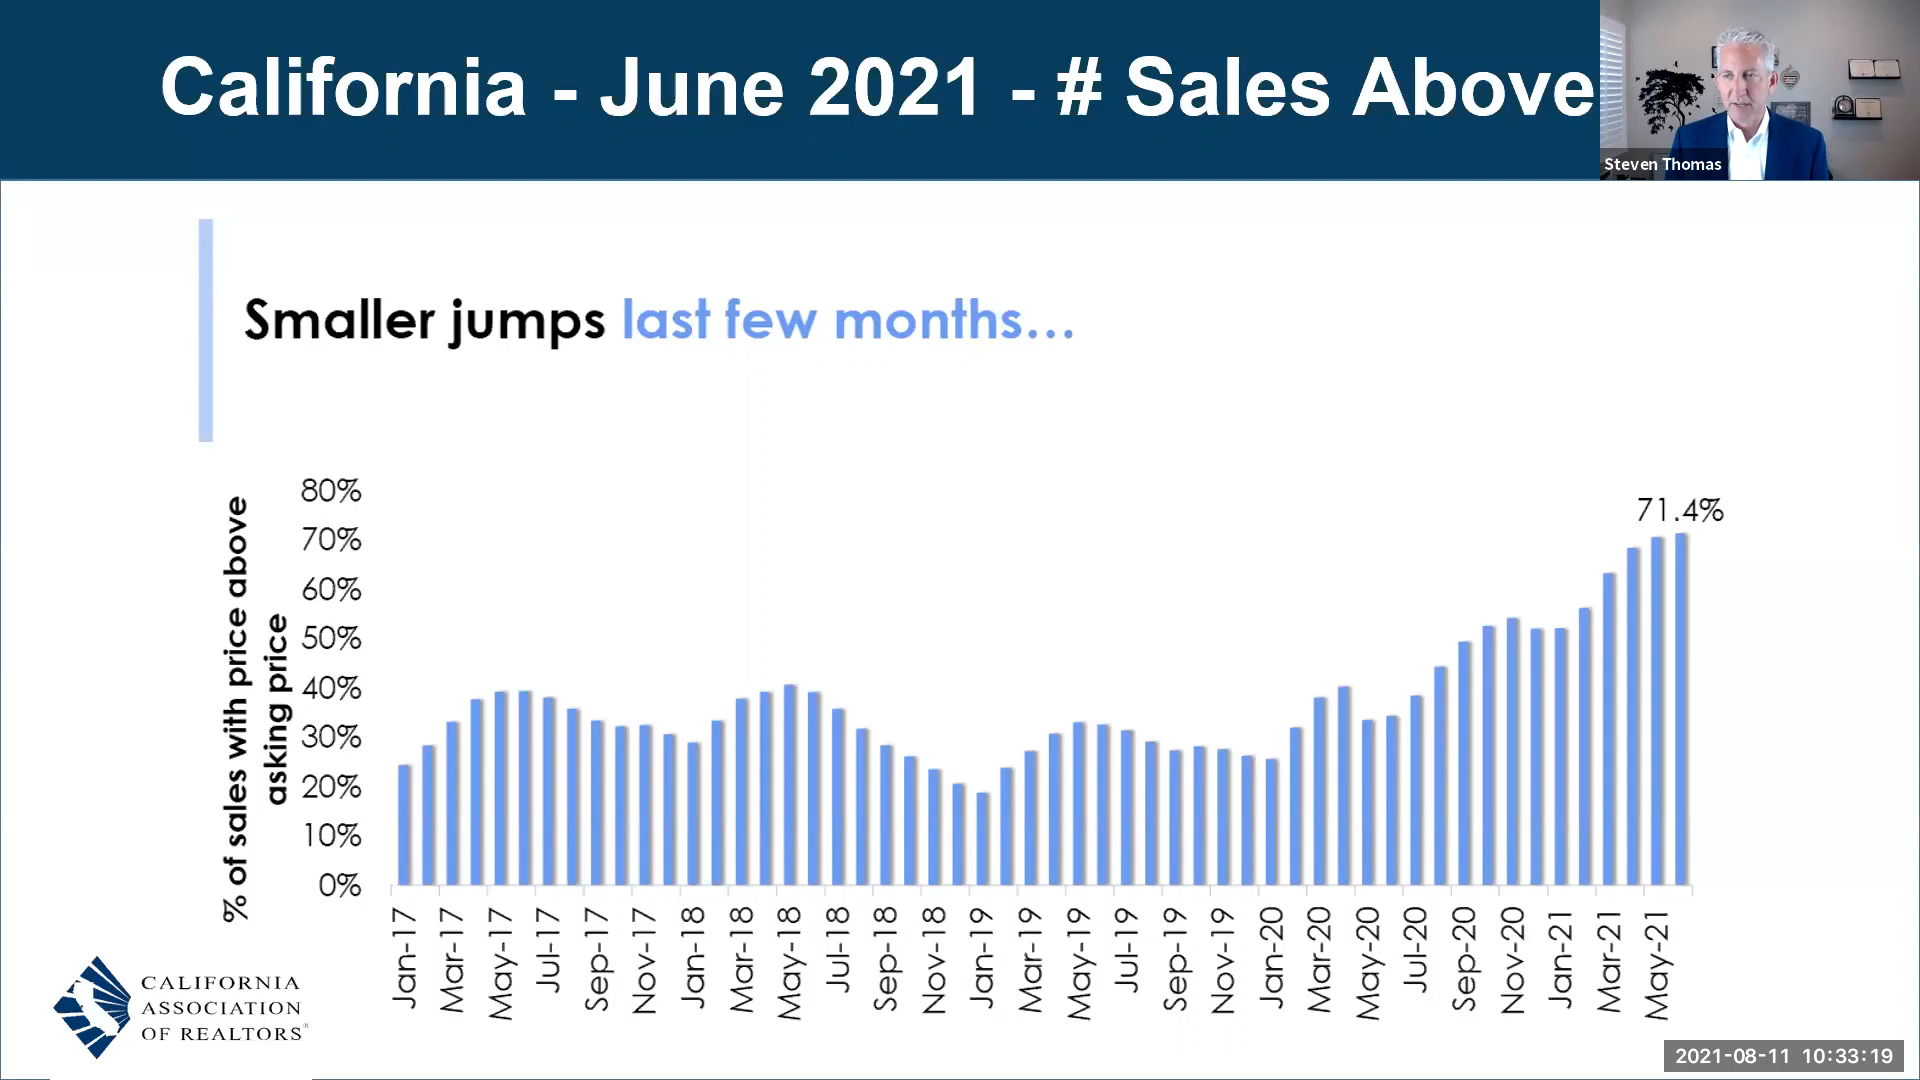 California - June 2021 - # Sales Above
Steven Thomas
Smaller jumps last few months...
% of sales with price above
asking price
80%
70%
60%
50%
40%
30%
20%
10%
0%
71.4%
Jan-17
Mar-17
May-17
Jul-17
Sep-17
Nov-17
Jan-18
Mar-18
May-18
Jul-18
Sep-18
Nov-18
Jan-19
Mar-19
May-19
Jul-19
Sep-19
Nov-19
Jan-20
Mar-20
May-20
Jul-20
Sep-20
Nov-20
Jan-21
Mar-21
May-21
CALIFORNIA
ASSOCIATION
OF REALTORS®
2021-08-11 10:33:19